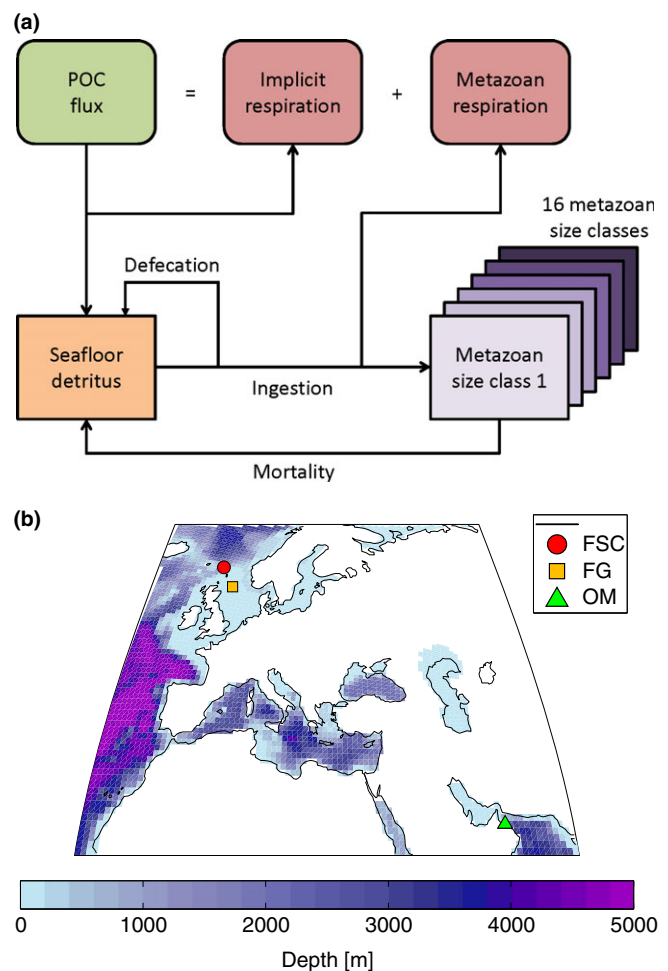 (a)
POC
flux
=
Implicit
respiration
+
Metazoan
respiration
16 metazoan
size classes
Defecation
Seafloor
detritus
Ingestion
Metazoan
size class 1
Mortality
(b)
FSC
FG
OM
0 1000 2000 3000 4000 5000
Depth [m]